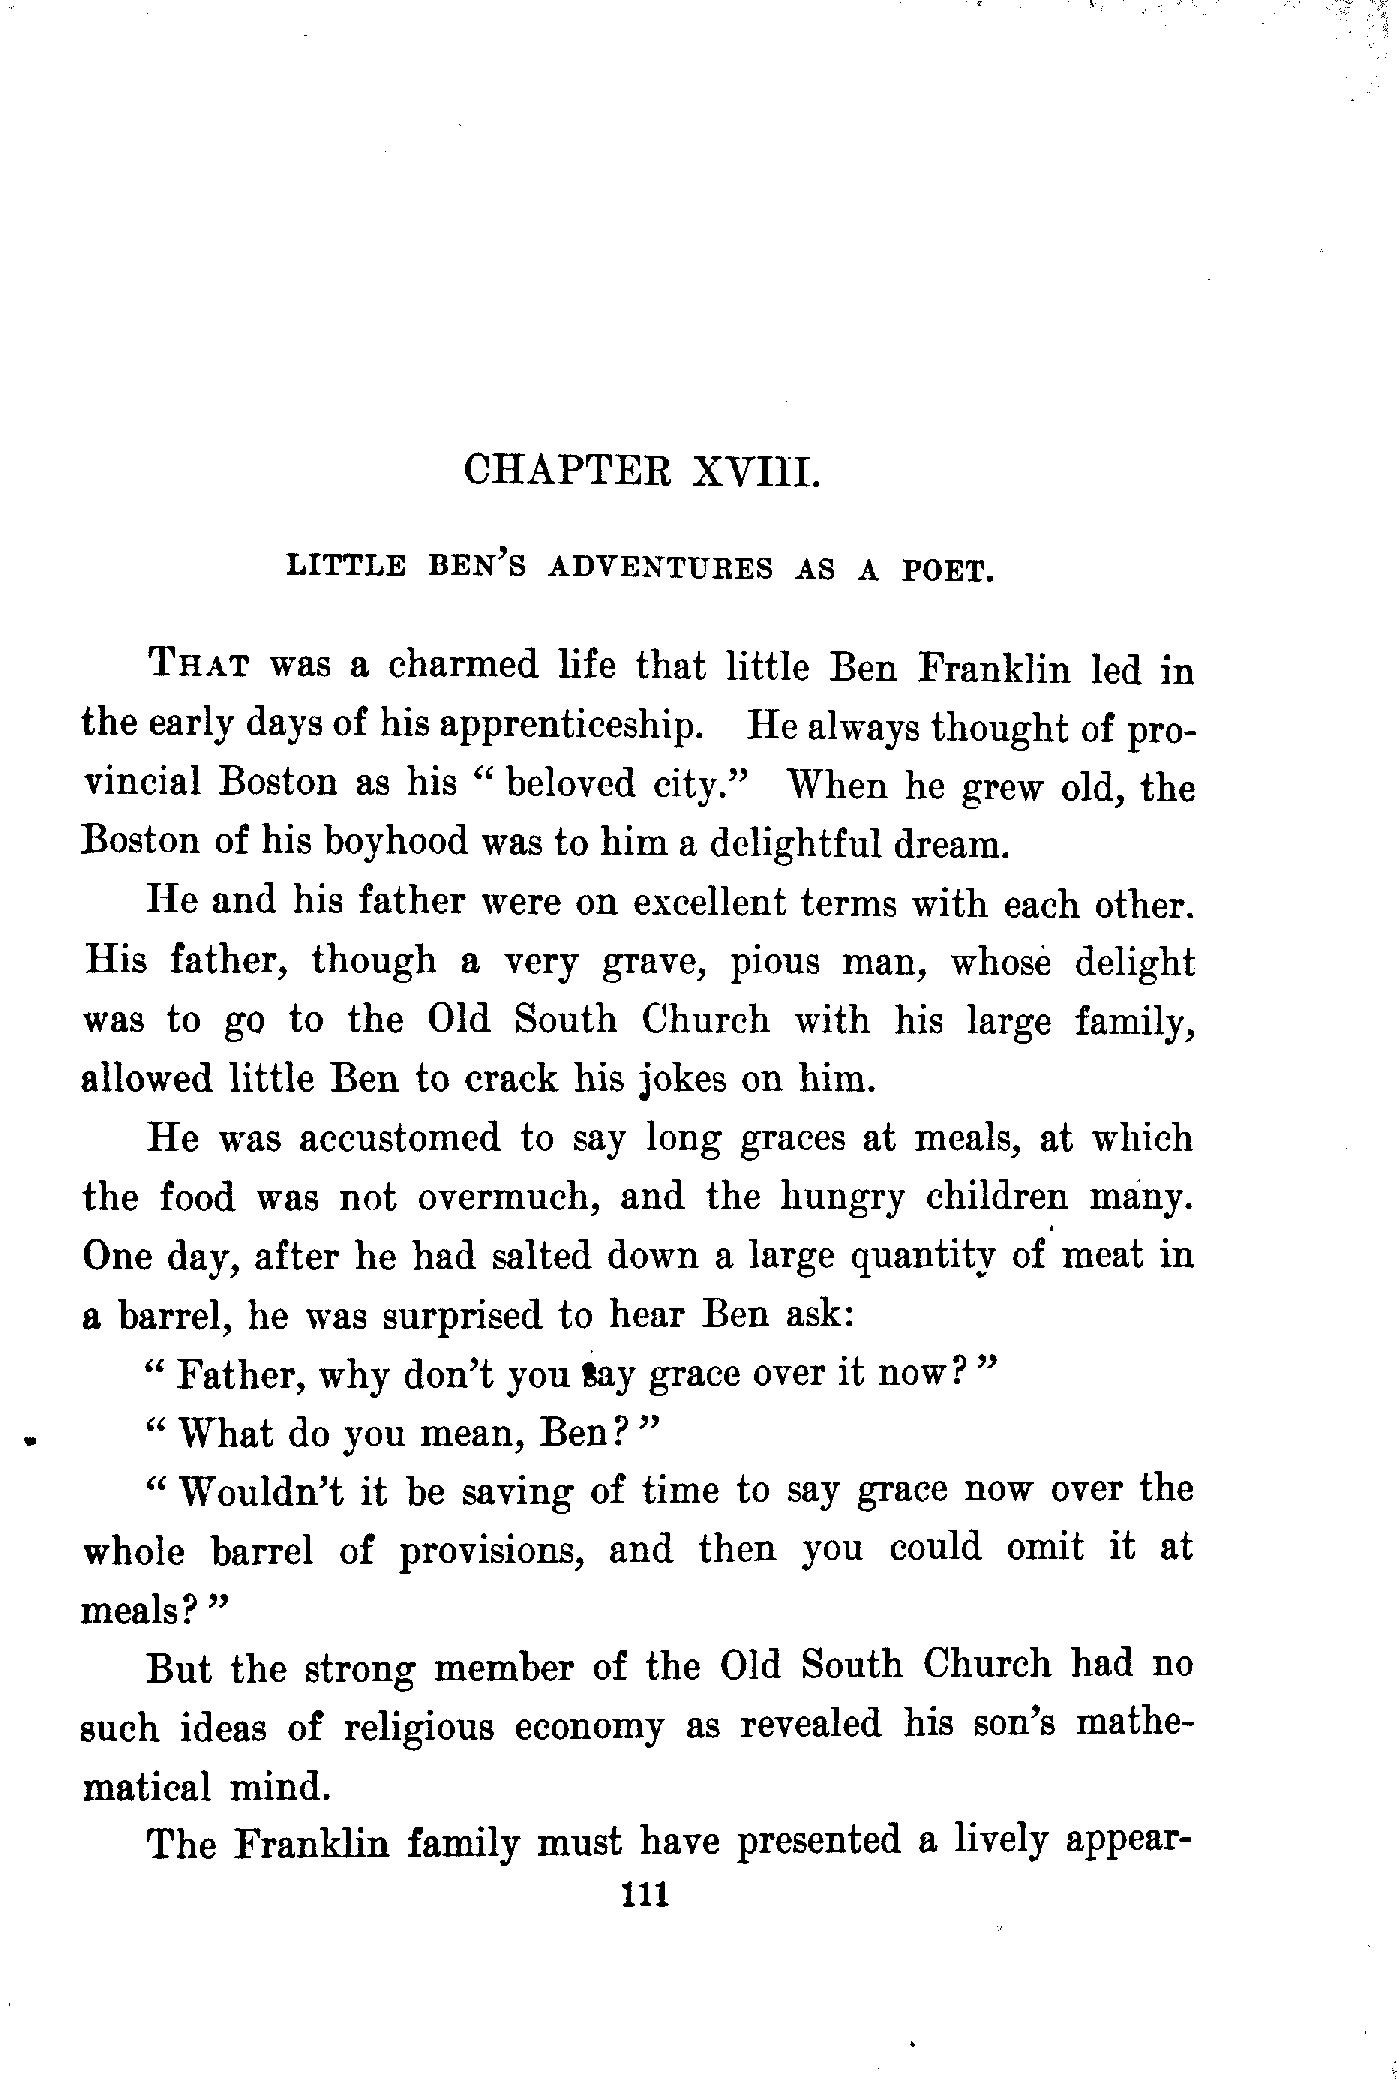 CHAPTER XVIII.
LITTLE BEN'S ADVENTURES AS A POET.
THAT was a charmed life that little Ben Franklin led in
the early days of his apprenticeship. He always thought of pro-
vincial Boston as his " beloved city." When he grew old, the
Boston of his boyhood was to him a delightful dream.
He and his father were on excellent terms with each other.
His father, though a very grave, pious man, whose delight
was to go to the Old South Church with his large family,
allowed little Ben to crack his jokes on him.
He was accustomed to say long graces at meals, at which
the food was not overmuch, and the hungry children many.
One day, after he had salted down a large quantity of meat in
a barrel, he was surprised to hear Ben ask:
" Father, why don't you say grace over it now? "
" What do you mean, Ben? "
" Wouldn't it be saving of time to say grace now over the
whole barrel of provisions, and then you could omit it at
meals? "
But the strong member of the Old South Church had no
such ideas of religious economy as revealed his son's mathe-
matical mind.
The Franklin family must have presented a lively appear-
111